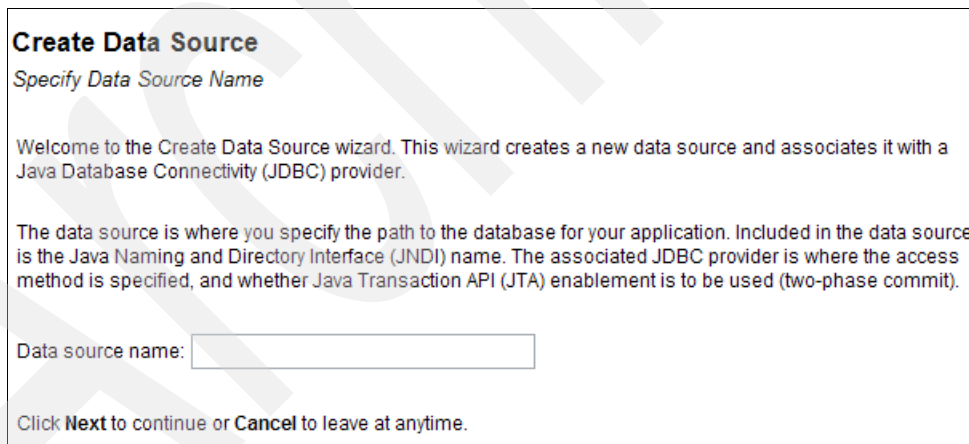 Create Data Source
Specify Data Source Name
Welcome to the Create Data Source wizard. This wizard creates a new data source and associates it with a
Java Database Connectivity (JDBC) provider.
The data source is where you specify the path to the database for your application. Included in the data source
is the Java Naming and Directory Interface (JNDI) name. The associated JDBC provider is where the access
method is specified, and whether Java Transaction API (JTA) enablement is to be used (two-phase commit).
Data source name:
Click Next to continue or Cancel to leave at anytime.